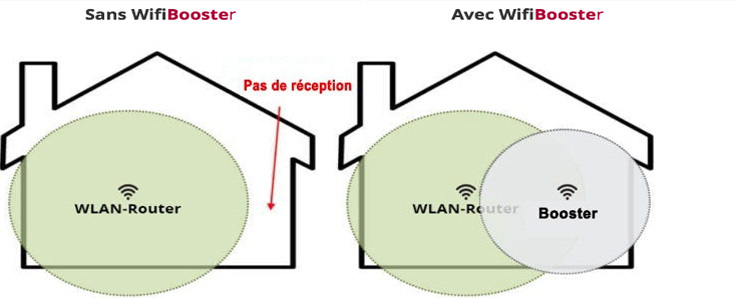 Sans WifiBooster
Avec WifiBooster
Pas de réception
WLAN-Router
WLAN-Router
Booster